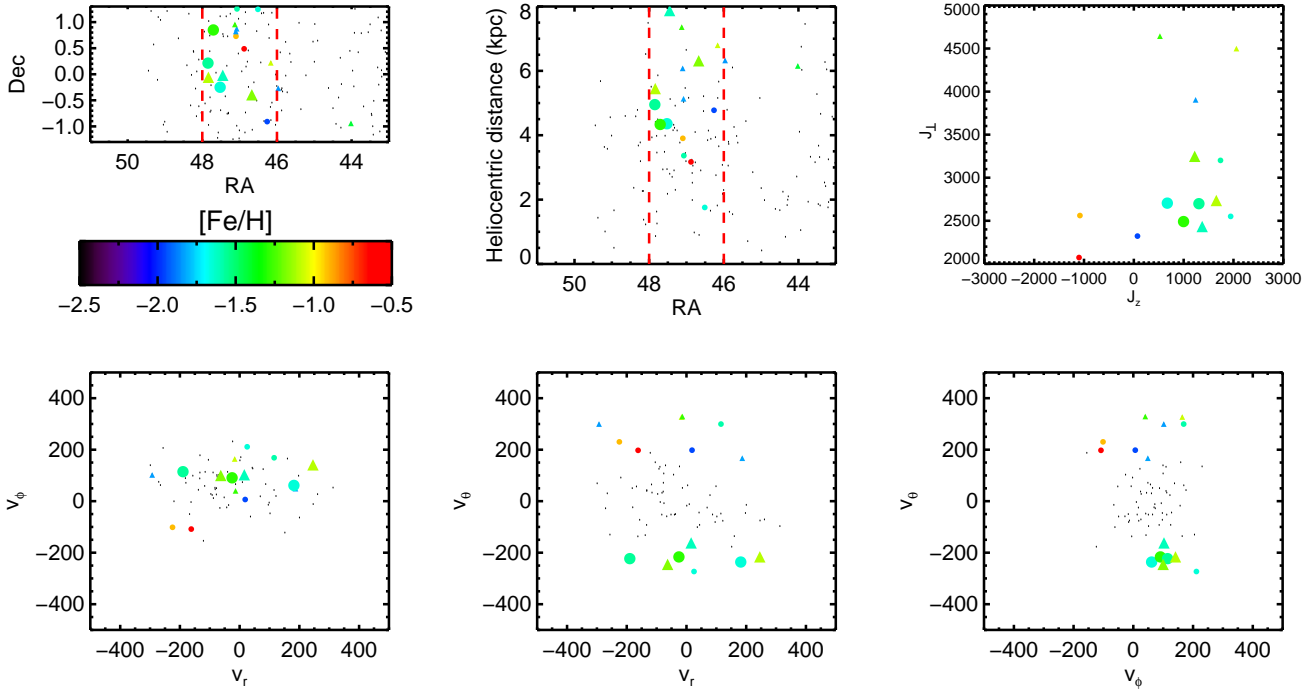 1.0
0.5
0.0
−0.5
−1.0
Dec
50 48 46 44
RA
[Fe/H]
−2.5 −2.0 −1.5 −1.0 −0.5
8
6
4
2
0
Heliocentric distance (kpc)
50 48 46 44
RA
5000
4500
4000
3500
3000
2500
2000
J⊥
−3000 −2000 −1000 0 1000 2000 3000
Jz
400
200
0
−200
−400
vϕ
−400 −200 0 200 400
vr
400
200
0
−200
−400
vθ
−400 −200 0 200 400
vr
400
200
0
−200
−400
vθ
−400 −200 0 200 400
vϕ